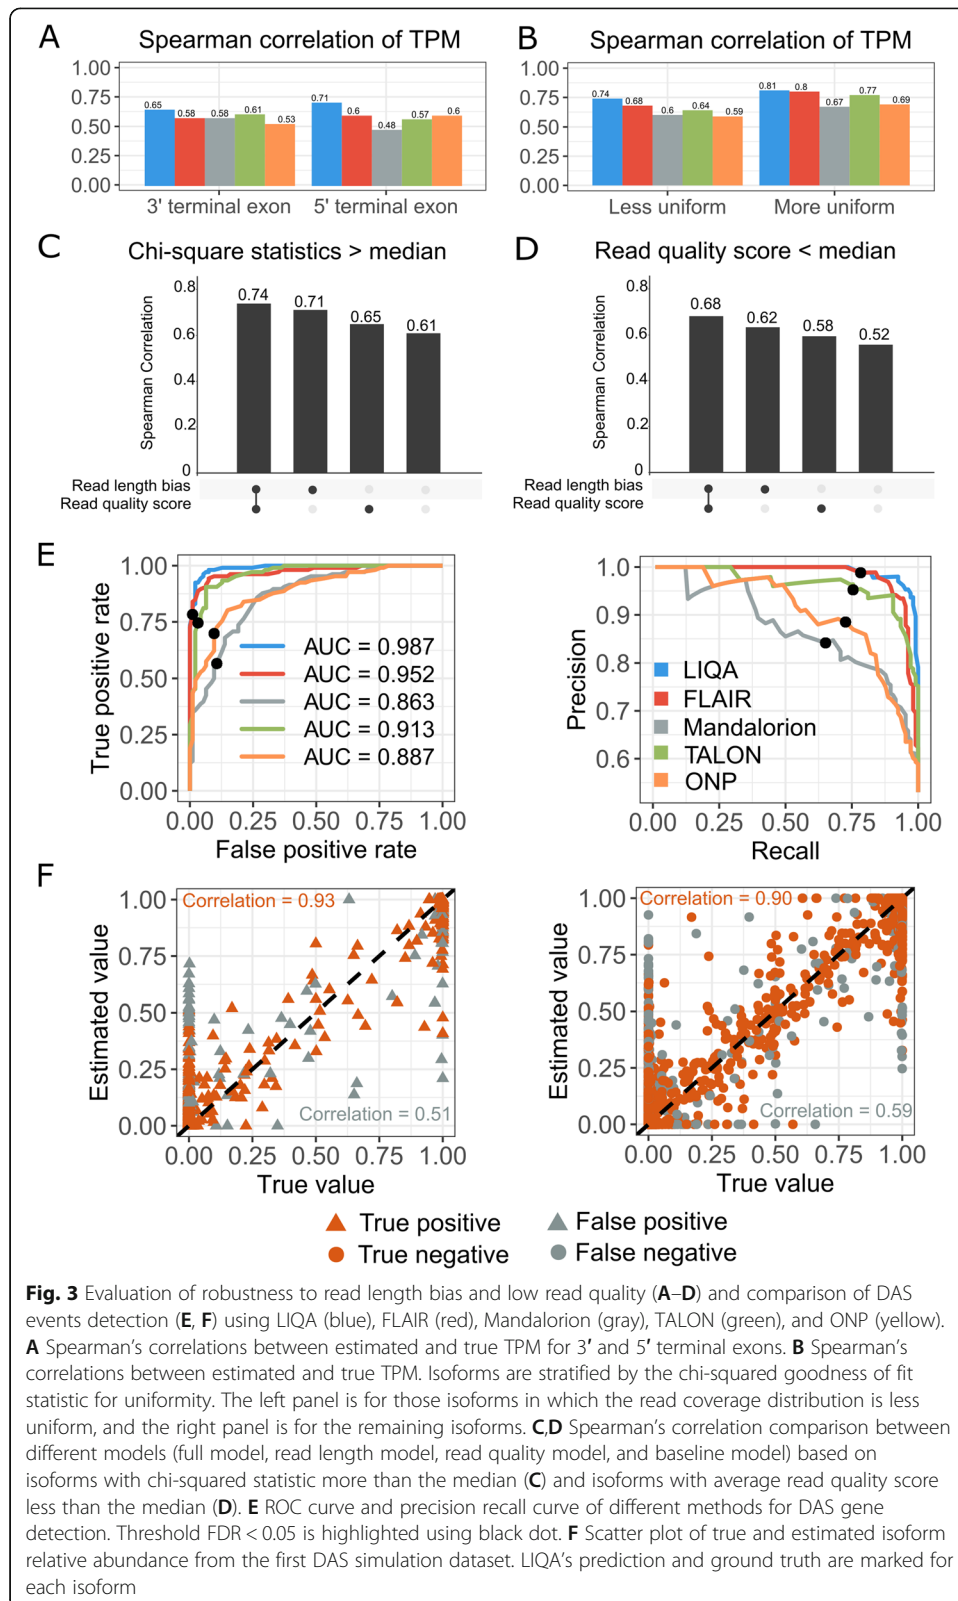 A Spearman correlation of TPM
1.00
0.75
0.50
0.25
0.00
0.65
0.58
0.58
0.61
0.53
0.71
0.6
0.48
0.57
0.6
3' terminal exon
5' terminal exon
B Spearman correlation of TPM
1.00
0.75
0.50
0.25
0.00
0.74
0.68
0.6
0.64
0.59
0.81
0.8
0.67
0.77
0.69
Less uniform
More uniform
C Chi-square statistics > median
Spearman Correlation
0.8
0.6
0.4
0.2
0
0.74
0.71
0.65
0.61
Read length bias
Read quality score
D Read quality score < median
Spearman Correlation
0.8
0.6
0.4
0.2
0
0.68
0.62
0.58
0.52
Read length bias
Read quality score
E
True positive rate
1.00
0.75
0.50
0.25
0.00
AUC = 0.987
AUC = 0.952
AUC = 0.863
AUC = 0.913
AUC = 0.887
0.00 0.25 0.50 0.75 1.00
False positive rate
Precision
1.0
0.9
0.8
0.7
0.6
LIQA
FLAIR
Mandalorion
TALON
ONP
0.00 0.25 0.50 0.75 1.00
Recall
F
Estimated value
1.00
0.75
0.50
0.25
0.00
Correlation = 0.93
Correlation = 0.51
0.00 0.25 0.50 0.75 1.00
True value
Estimated value
1.00
0.75
0.50
0.25
0.00
Correlation = 0.90
Correlation = 0.59
0.00 0.25 0.50 0.75 1.00
True value
True positive
False positive
True negative
False negative
Fig. 3 Evaluation of robustness to read length bias and low read quality (A–D) and comparison of DAS
events detection (E, F) using LIQA (blue), FLAIR (red), Mandalorion (gray), TALON (green), and ONP (yellow).
A Spearman's correlations between estimated and true TPM for 3′ and 5′ terminal exons. B Spearman's
correlations between estimated and true TPM. Isoforms are stratified by the chi-squared goodness of fit
statistic for uniformity. The left panel is for those isoforms in which the read coverage distribution is less
uniform, and the right panel is for the remaining isoforms. C,D Spearman's correlation comparison between
different models (full model, read length model, read quality model, and baseline model) based on
isoforms with chi-squared statistic more than the median (C) and isoforms with average read quality score
less than the median (D). E ROC curve and precision recall curve of different methods for DAS gene
detection. Threshold FDR < 0.05 is highlighted using black dot. F Scatter plot of true and estimated isoform
relative abundance from the first DAS simulation dataset. LIQA's prediction and ground truth are marked for
each isoform